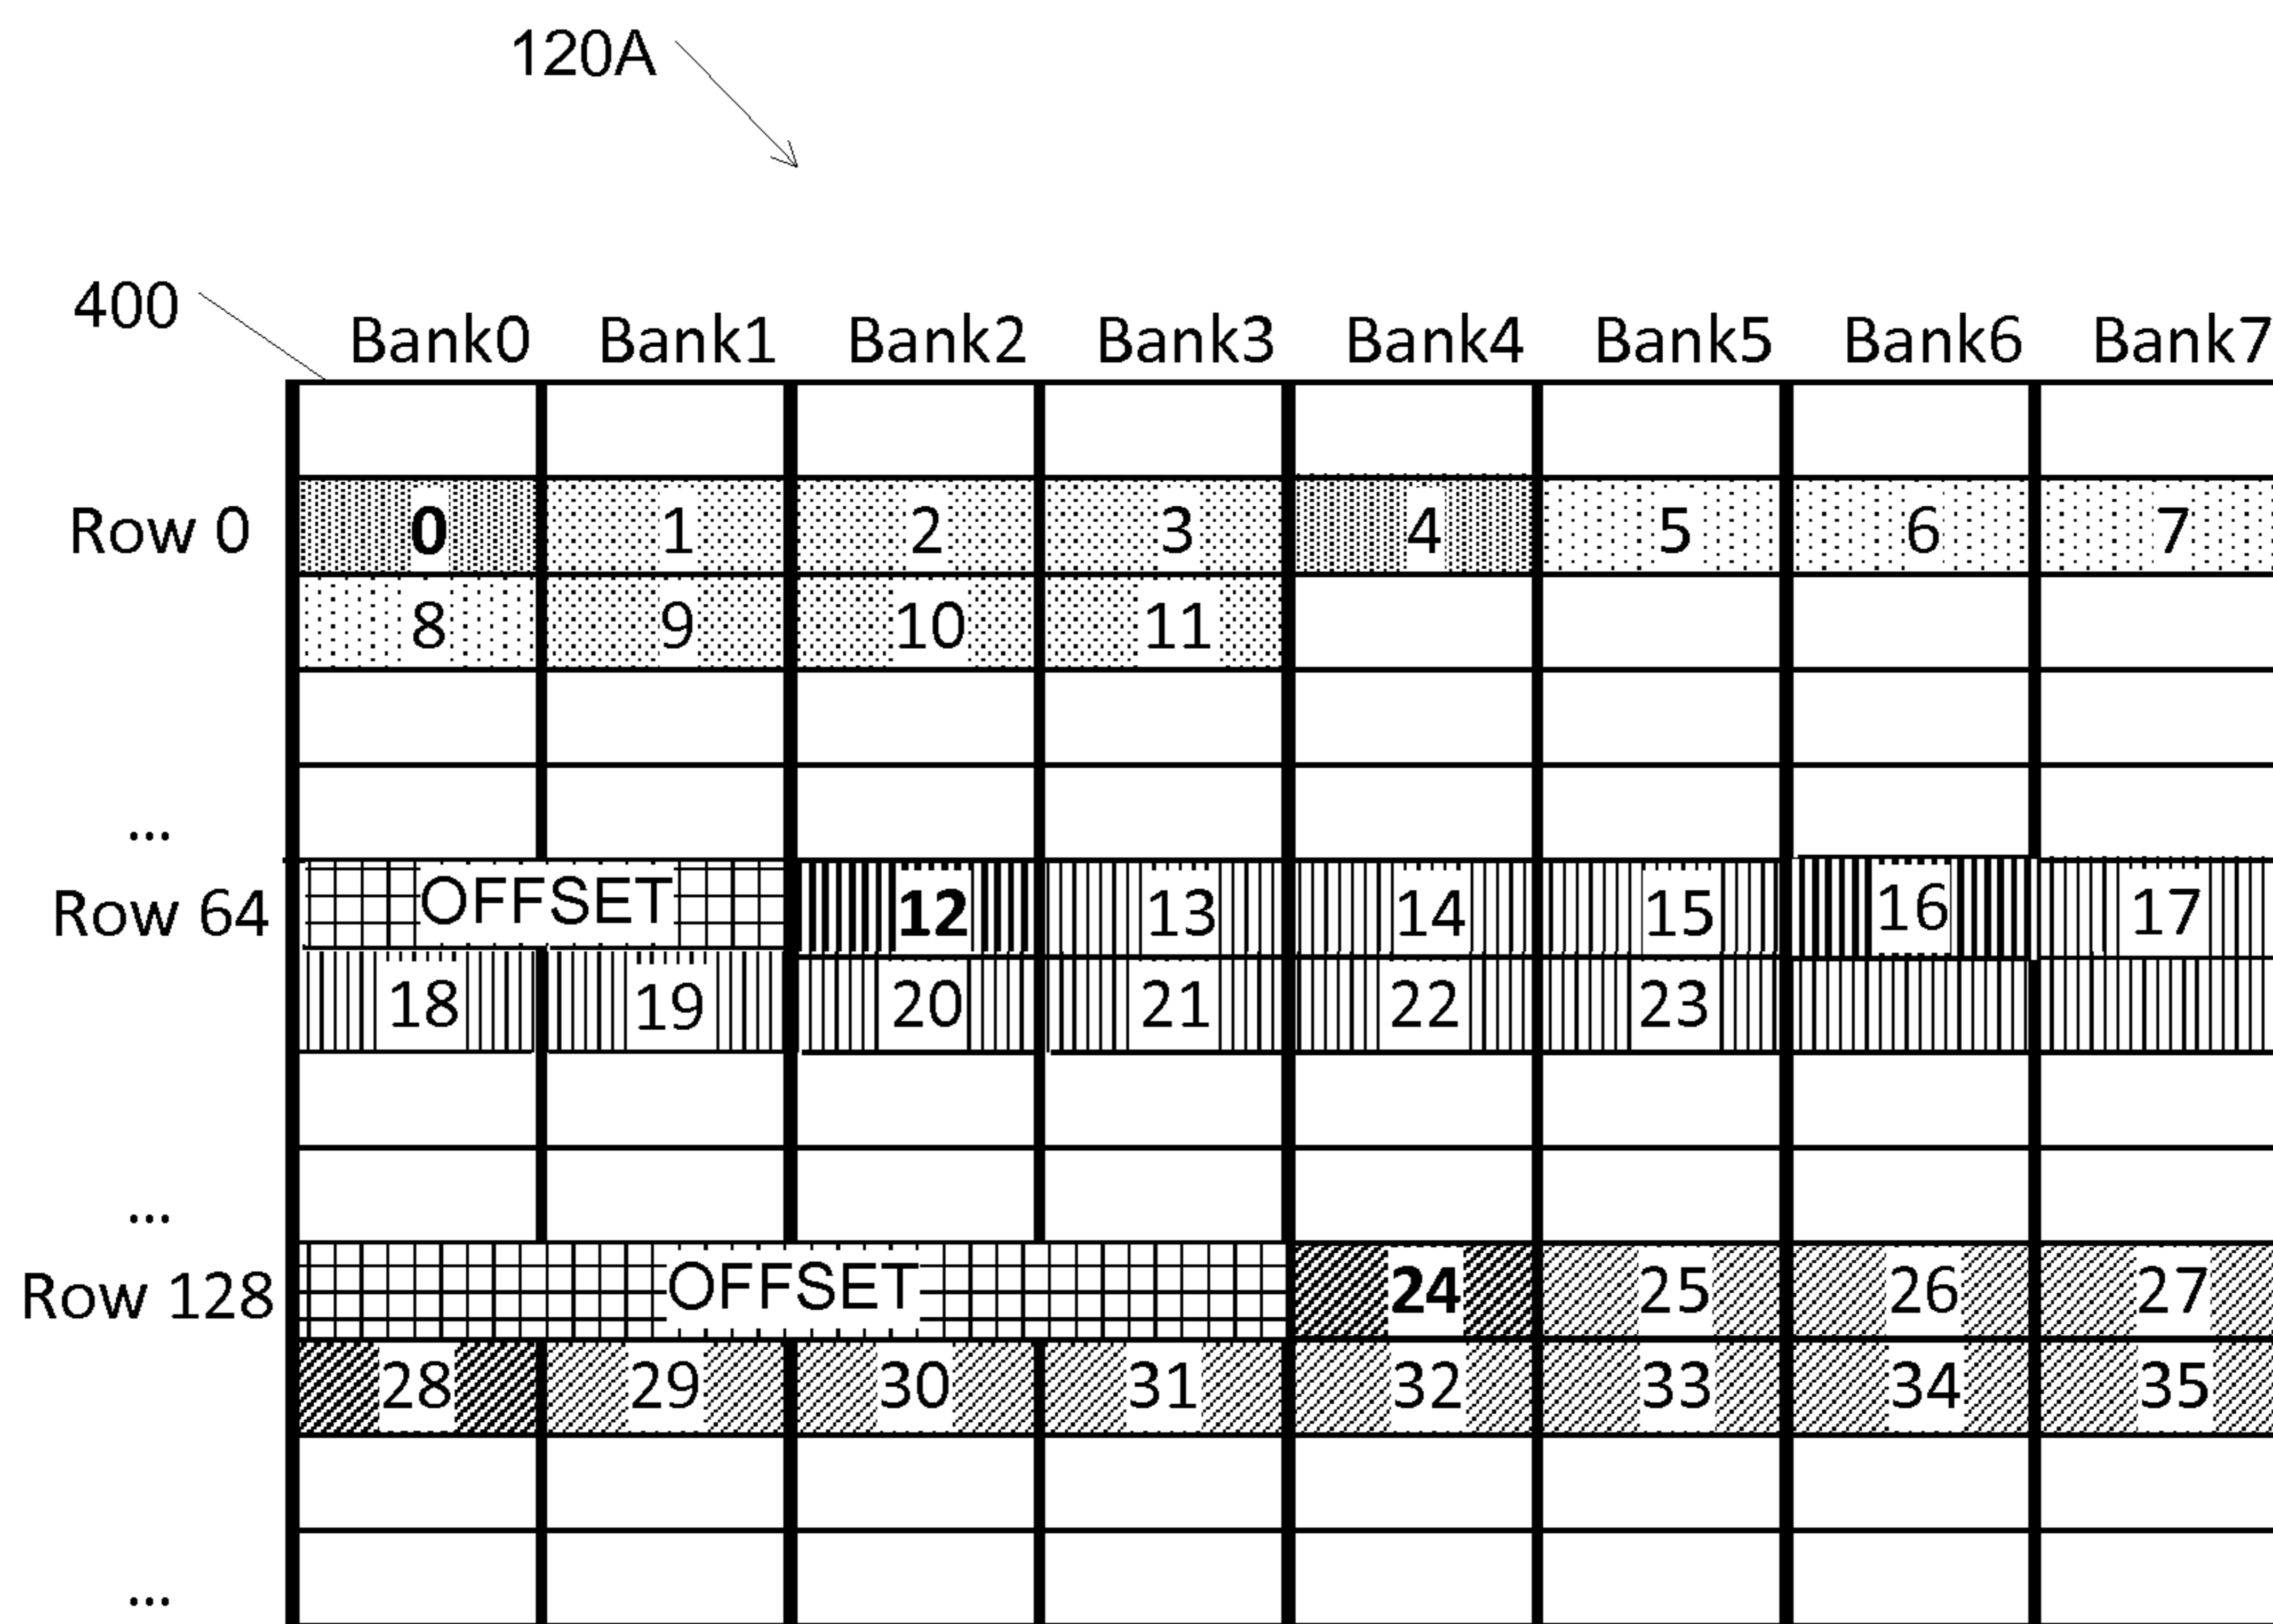 120A
400
Bank0 Bank1 Bank2 Bank3 Bank4 Bank5 Bank6 Bank7
Row 0 0 1 2 3 4 5 6 7
8 9 10 11
...
Row 64 OFFSET 12 13 14 15 16 17
18 19 20 21 22 23
...
Row 128 OFFSET 24 25 26 27
28 29 30 31 32 33 34 35
...